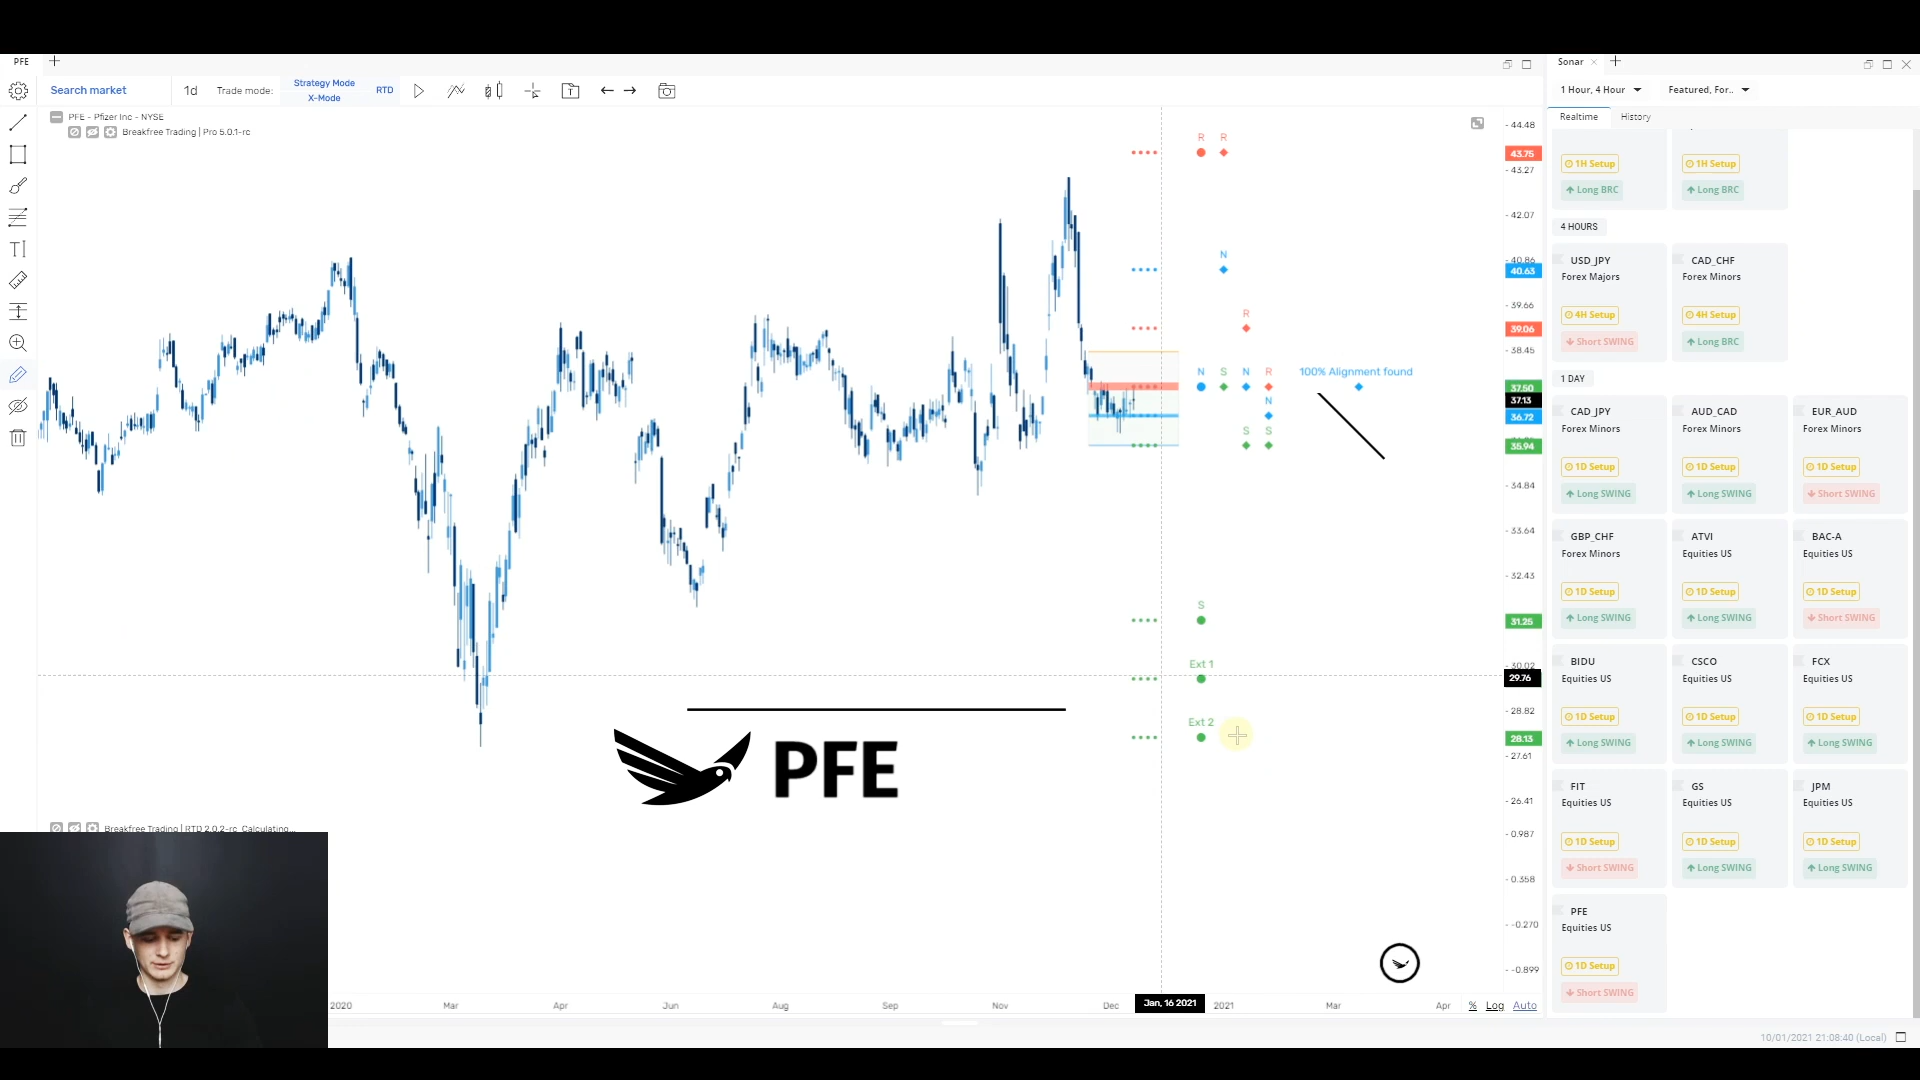 PFE
Sonar
Search market
1d
Trade mode:
Strategy Mode
X-Mode
RTD
1 Hour, 4 Hour
Featured, For..
Realtime
History
PFE - Pfizer Inc - NYSE
Breakfree Trading | Pro 5.0.1-rc
R R
N
R
N S N R
100% Alignment found
N
S S
S
Ext 1
Ext 2
PFE
44.48
43.75
43.27
42.07
40.86
40.63
39.66
39.06
38.45
37.50
37.13
36.72
35.94
34.84
33.64
32.43
31.25
30.02
29.76
28.82
28.13
27.61
26.41
0.987
0.358
-0.270
-0.899
Breakfree Trading | RTD 2.0.2-rc Calculating...
2020
Mar
Apr
Jun
Aug
Sep
Nov
Dec
Jan, 16 2021
2021
Mar
Apr
%
Log
Auto
1H Setup
Long BRC
1H Setup
Long BRC
4 HOURS
USD_JPY
Forex Majors
4H Setup
Short SWING
CAD_CHF
Forex Minors
4H Setup
Long BRC
1 DAY
CAD_JPY
Forex Minors
1D Setup
Long SWING
AUD_CAD
Forex Minors
1D Setup
Long SWING
EUR_AUD
Forex Minors
1D Setup
Short SWING
GBP_CHF
Forex Minors
1D Setup
Long SWING
ATVI
Equities US
1D Setup
Long SWING
BAC-A
Equities US
1D Setup
Short SWING
BIDU
Equities US
1D Setup
Long SWING
CSCO
Equities US
1D Setup
Long SWING
FCX
Equities US
1D Setup
Long SWING
FIT
Equities US
1D Setup
Short SWING
GS
Equities US
1D Setup
Long SWING
JPM
Equities US
1D Setup
Long SWING
PFE
Equities US
1D Setup
Short SWING
10/01/2021 21:08:40 (Local)